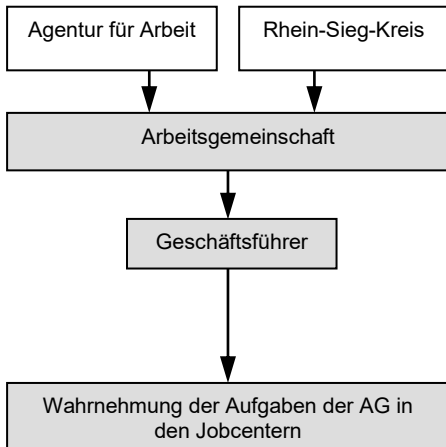 Agentur für Arbeit
Rhein-Sieg-Kreis
Arbeitsgemeinschaft
Geschäftsführer
Wahrnehmung der Aufgaben der AG in
den Jobcentern